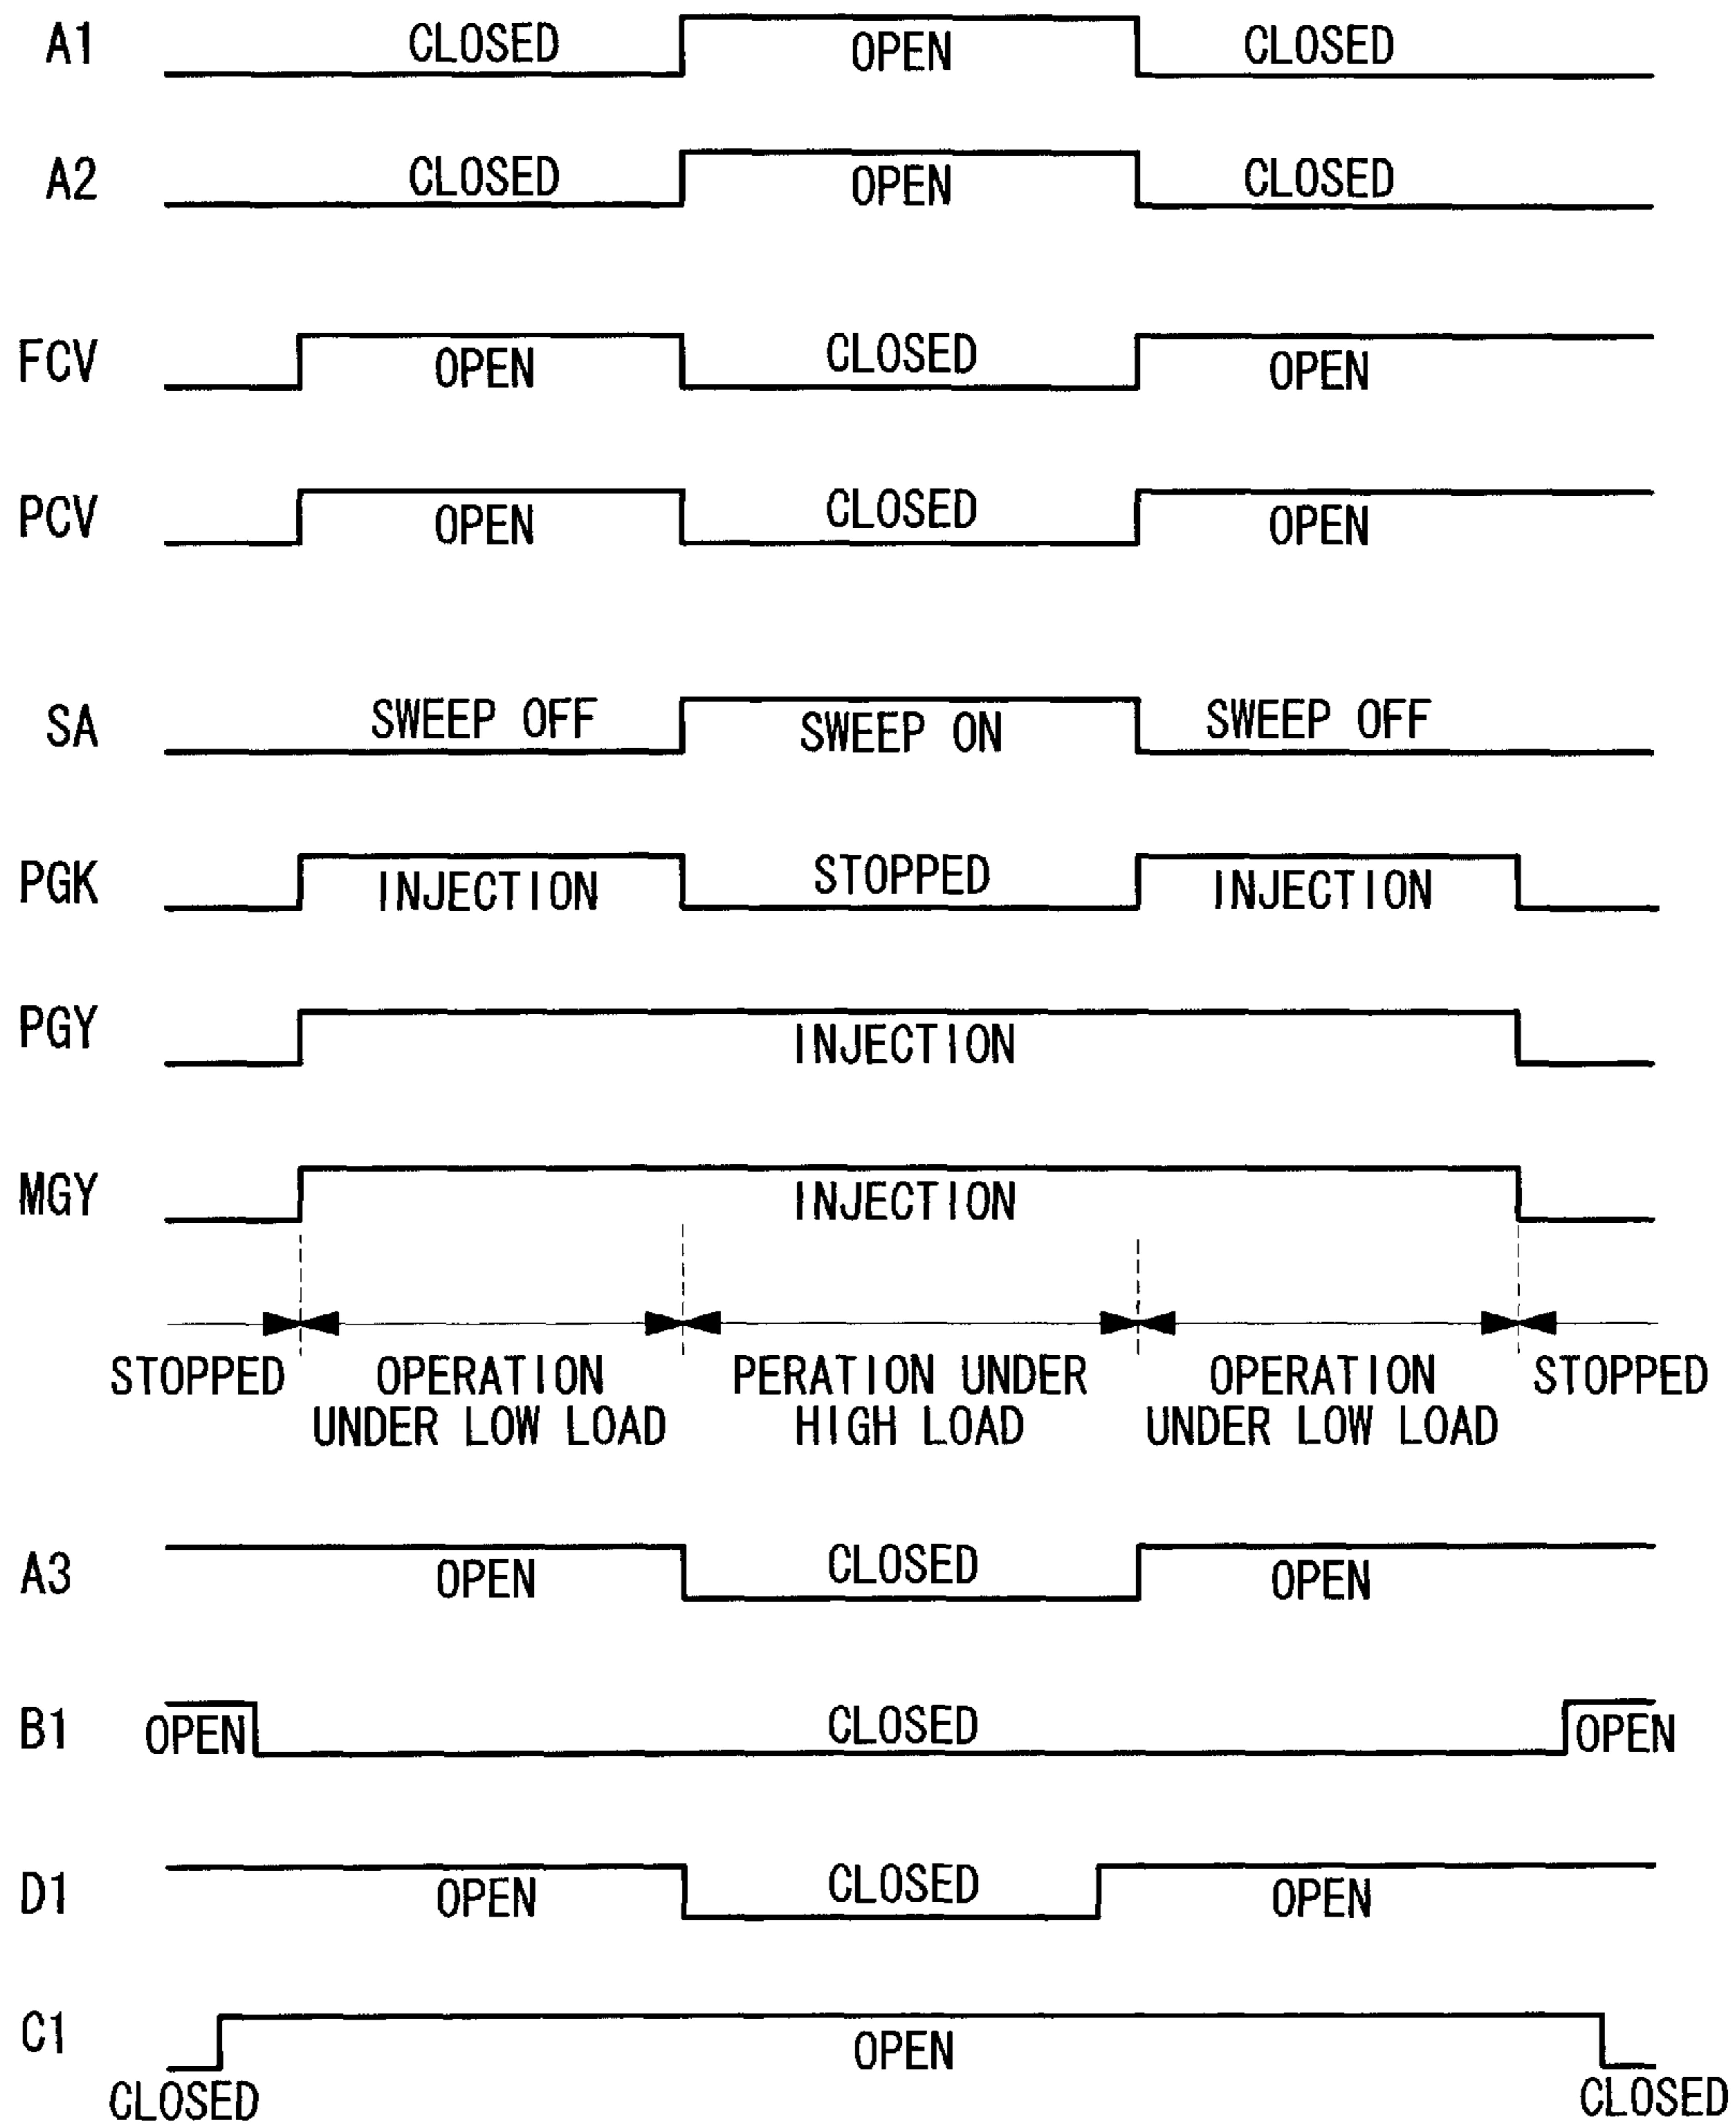 A1 CLOSED OPEN CLOSED
A2 CLOSED OPEN CLOSED
FCV OPEN CLOSED OPEN
PCV OPEN CLOSED OPEN
SA SWEEP OFF SWEEP ON SWEEP OFF
PGK INJECTION STOPPED INJECTION
PGY INJECTION
MGY INJECTION
STOPPED OPERATION PERATION UNDER OPERATION STOPPED
UNDER LOW LOAD HIGH LOAD UNDER LOW LOAD
A3 OPEN CLOSED OPEN
B1 OPEN CLOSED OPEN
D1 OPEN CLOSED OPEN
C1 OPEN
CLOSED CLOSED